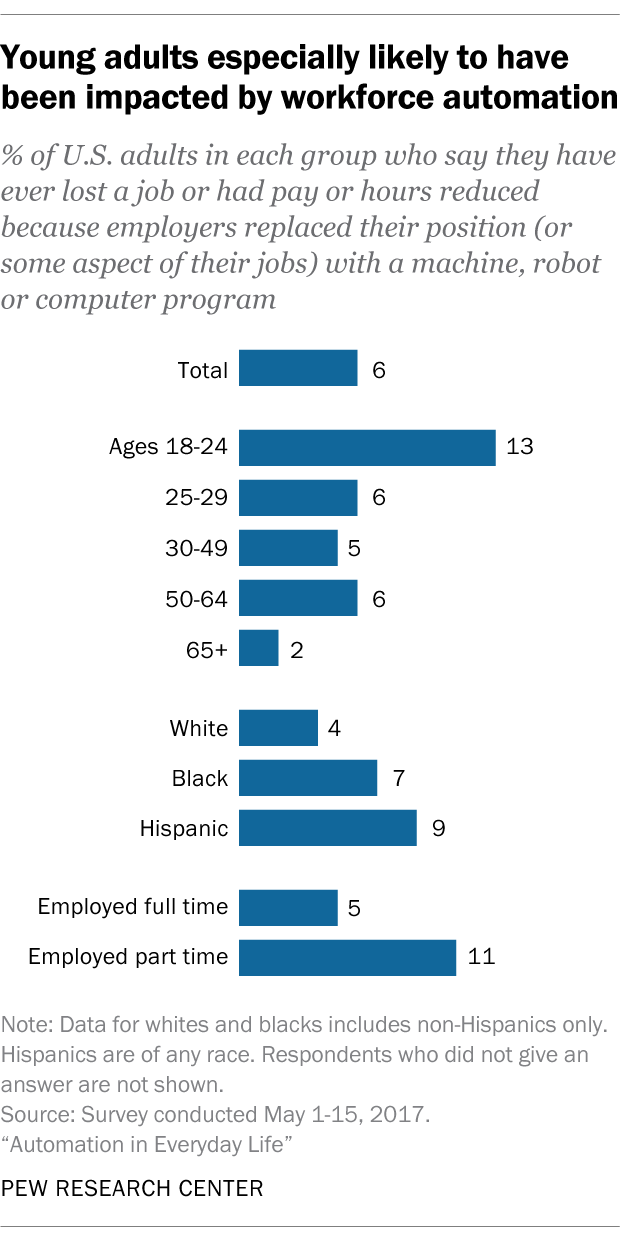 Young adults especially likely to have
been impacted by workforce automation
% of U.S. adults in each group who say they have
ever lost a job or had pay or hours reduced
because employers replaced their position (or
some aspect of their jobs) with a machine, robot
or computer program
Total 6
Ages 18-24 13
25-29 6
30-49 5
50-64 6
65+ 2
White 4
Black 7
Hispanic 9
Employed full time 5
Employed part time 11
Note: Data for whites and blacks includes non-Hispanics only.
Hispanics are of any race. Respondents who did not give an
answer are not shown.
Source: Survey conducted May 1-15, 2017.
“Automation in Everyday Life”
PEW RESEARCH CENTER